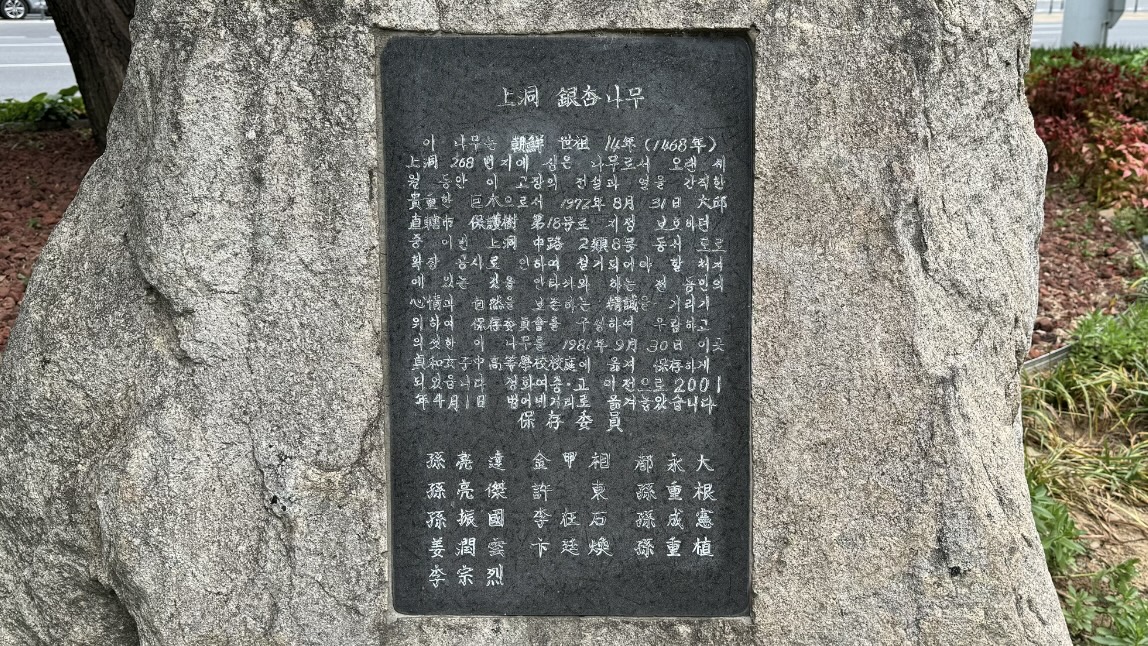 上洞 銀杏나무
이 나무는 朝鮮 世祖 14年 (1468年)
上洞 268 번지에 심은 나무로서 오랜 세
월 동안 이 고장의 전설과 얼을 간직한
貴重한 巨木으로서 1972年 8月 31日 大邱
直轄市 保護樹 第18号로 지정 보호하던
중 이번 上洞 中路 2類8号 동서 도로
확장 공사로 인하여 철거되어야 할 처지
에 있는 것을 안타까와 하는 전 동민의
心情과 自然을 보존하는 精誠을 기리기
위하여 保存委員會를 구성하여 우람하고
의젓한 이 나무를 1981年 9月 30日 이곳
貞和女子中高等學校校庭에 옮겨 保存하게
되었읍니다 정화여중·고 이전으로 2001
年4月1日 범어네거리로 옮겨놓았습니다
保存委員
孫亮達 金甲相 都永大
孫亮傑 許 東 孫重根
孫振國 李 石 孫成憲
姜潤雲 卞廷煥 孫重植
李宗烈